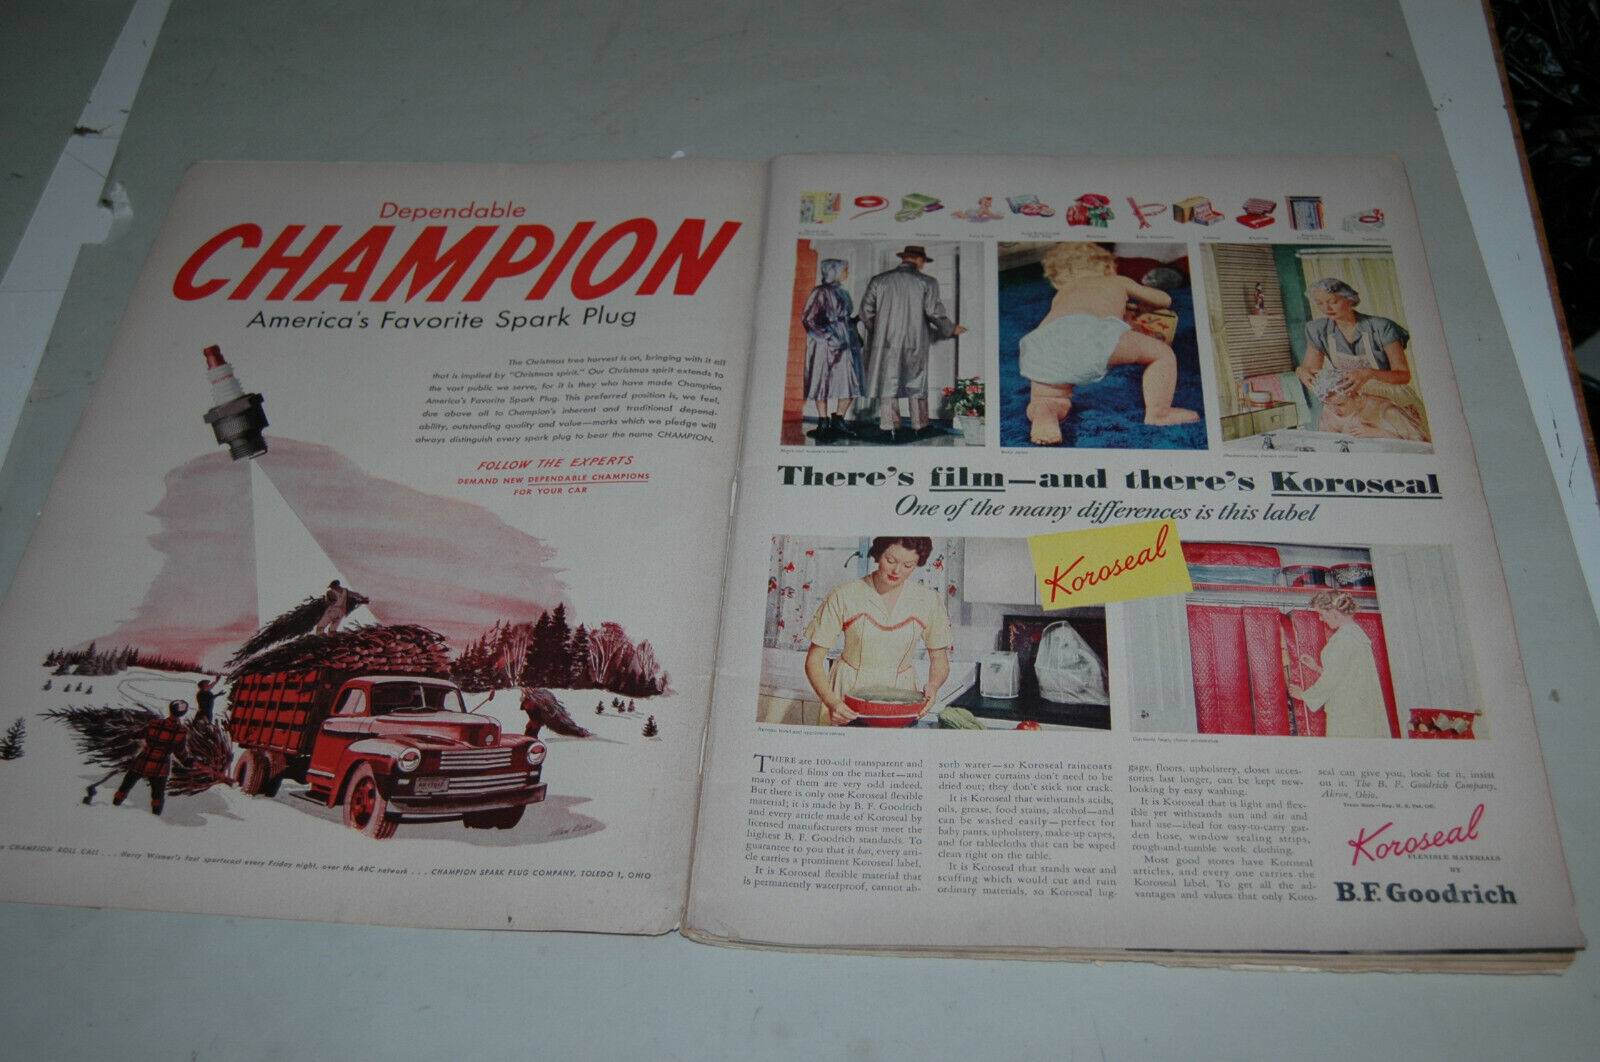 Dependable
CHAMPION
America's Favorite Spark Plug
The Christmas tree harvest is on, bringing with it all
that is implied by "Christmas spirit." Our Christmas spirit extends to
the vast public we serve, for it is they who have made Champion
America's Favorite Spark Plug. This preferred position is, we feel,
due above all to Champion's inherent and traditional depend-
ability, outstanding quality and value—marks which we pledge will
always distinguish every spark plug to bear the name CHAMPION.
FOLLOW THE EXPERTS
DEMAND NEW DEPENDABLE CHAMPIONS
FOR YOUR CAR
CHAMPION ROLL CALL . . . Harry Wismer's fast sportscast every Friday night, over the ABC network . . . CHAMPION SPARK PLUG COMPANY, TOLEDO 1, OHIO
There's film—and there's Koroseal
One of the many differences is this label
Koroseal
THERE are 100-odd transparent and
colored films on the market—and
many of them are very odd indeed.
But there is only one Koroseal flexible
material; it is made by B. F. Goodrich
and every article made of Koroseal by
licensed manufacturers must meet the
highest B. F. Goodrich standards. To
guarantee to you that it has, every arti-
cle carries a prominent Koroseal label.
It is Koroseal flexible material that
is permanently waterproof, cannot ab-
sorb water—so Koroseal raincoats
and shower curtains don't need to be
dried out; they don't stick nor crack.
It is Koroseal that withstands acids,
oils, grease, food stains, alcohol—and
can be washed easily—perfect for
baby pants, upholstery, make-up capes,
and for tablecloths that can be wiped
clean right on the table.
It is Koroseal that stands wear and
scuffing which would cut and ruin
ordinary materials, so Koroseal lug-
gage, floors, upholstery, closet acces-
sories last longer, can be kept new-
looking by easy washing.
It is Koroseal that is light and flex-
ible yet withstands sun and air and
hard use—ideal for easy-to-carry gar-
den hose, window sealing strips,
rough-and-tumble work clothing.
Most good stores have Koroseal
articles, and every one carries the
Koroseal label. To get all the ad-
vantages and values that only Koro-
seal can give you, look for it, insist
on it. The B. F. Goodrich Company,
Akron, Ohio.
Trade Mark—Reg. U. S. Pat. Off.
Koroseal
FLEXIBLE MATERIALS
BY
B.F. Goodrich